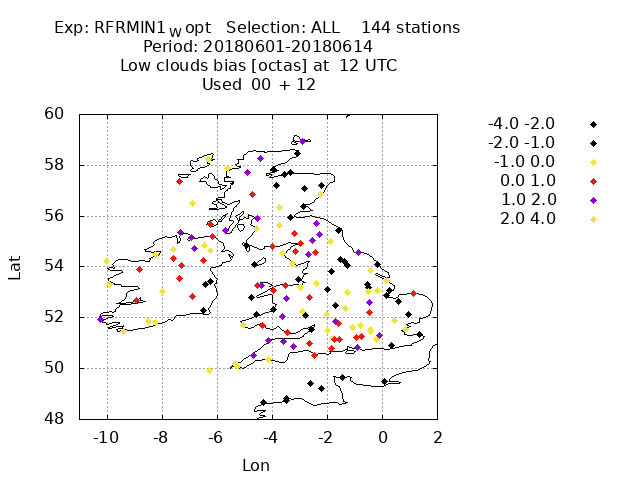 Exp: RFRMIN1_W opt Selection: ALL 144 stations
Period: 20180601-20180614
Low clouds bias [octas] at 12 UTC
Used 00 + 12
-4.0 -2.0
-2.0 -1.0
-1.0 0.0
0.0 1.0
1.0 2.0
2.0 4.0
60
58
56
54
52
50
48
Lat
-10 -8 -6 -4 -2 0 2
Lon